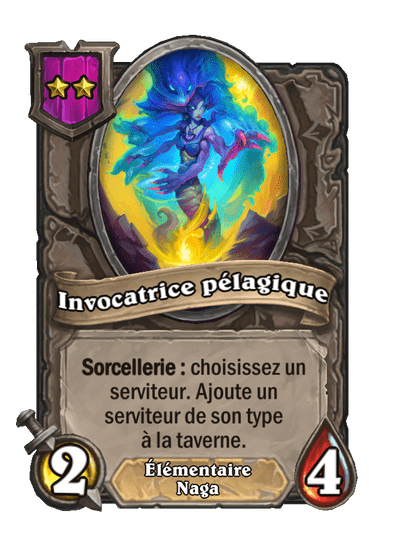 Invocatrice pélagique
Sorcellerie : choisissez un
serviteur. Ajoute un
serviteur de son type
à la taverne.
2
Élémentaire
Naga
4